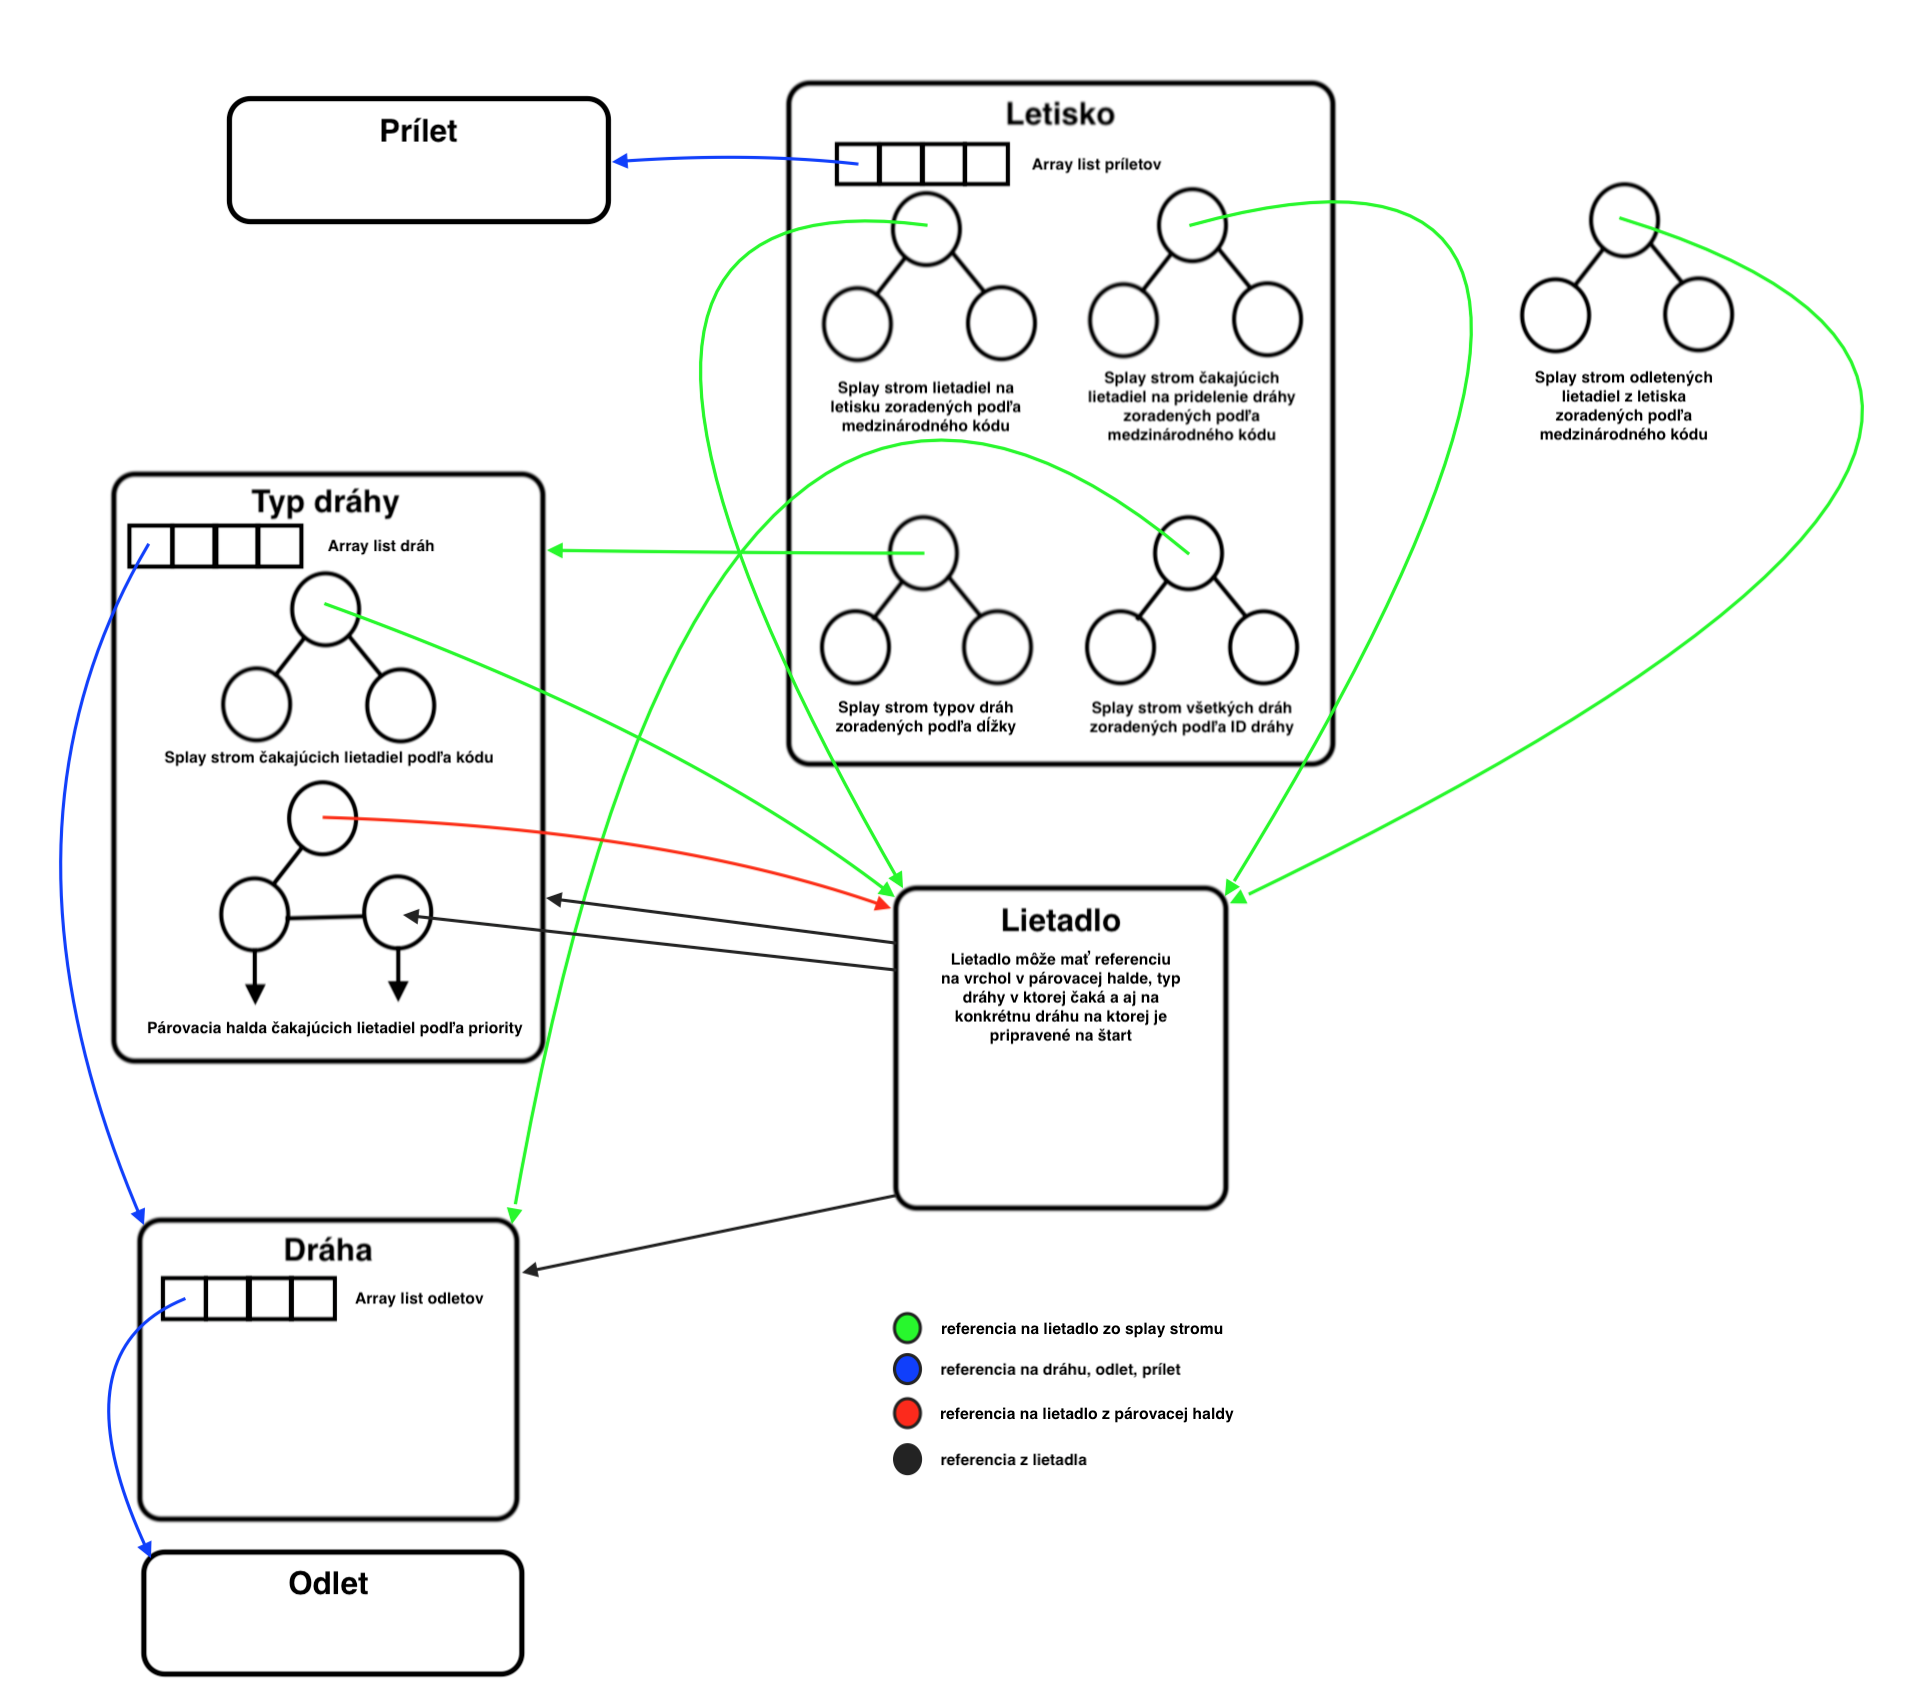 Prílet
Letisko
Array list príletov
Splay strom lietadiel na
letisku zoradených podľa
medzinárodného kódu
Splay strom čakajúcich
lietadiel na pridelenie dráhy
zoradených podľa
medzinárodného kódu
Splay strom odletených
lietadiel z letiska
zoradených podľa
medzinárodného kódu
Splay strom typov dráh
zoradených podľa dĺžky
Splay strom všetkých dráh
zoradených podľa ID dráhy
Typ dráhy
Array list dráh
Splay strom čakajúcich lietadiel podľa kódu
Párovacia halda čakajúcich lietadiel podľa priority
Lietadlo
Lietadlo môže mať referenciu
na vrchol v párovacej halde, typ
dráhy v ktorej čaká a aj na
konkrétnu dráhu na ktorej je
pripravené na štart
Dráha
Array list odletov
Odlet
referencia na lietadlo zo splay stromu
referencia na dráhu, odlet, prílet
referencia na lietadlo z párovacej haldy
referencia z lietadla